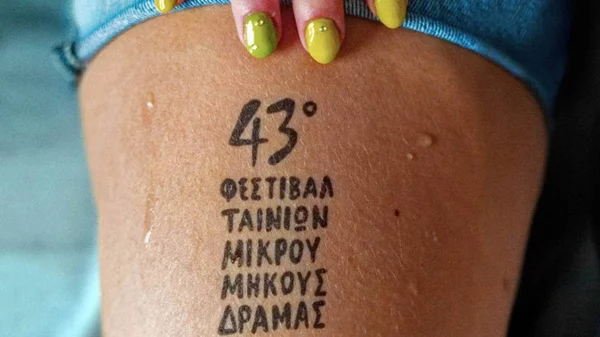 43°
ΦΕΣΤΙΒΑΛ
ΤΑΙΝΙΩΝ
ΜΙΚΡΟΥ
ΜΗΚΟΥΣ
ΔΡΑΜΑΣ